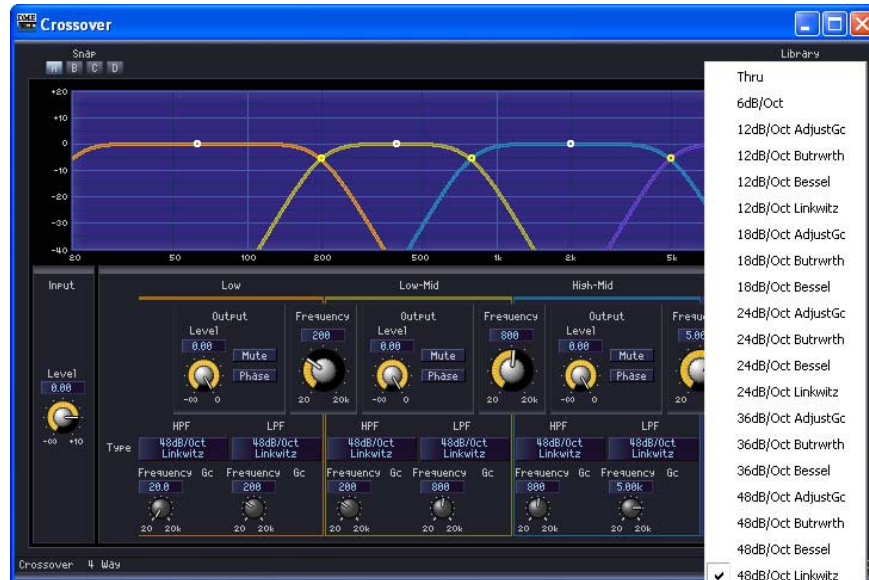 DME Crossover
Snap
A B C D
Library
+20
+10
0
-10
-20
-30
-40
20 50 100 200 500 1k 2k 5k
Input Low Low-Mid High-Mid
Output Frequency Output Frequency Output Frequency
Level 200 Level 800 Level 5.00
0.00 0.00 0.00
Mute Mute Mute
Phase Phase Phase
-∞ 0 20 20k -∞ 0 20 20k -∞ 0 20
Level
0.00
-∞ +10
HPF LPF HPF LPF HPF LPF
Type 48dB/Oct Linkwitz 48dB/Oct Linkwitz 48dB/Oct Linkwitz 48dB/Oct Linkwitz 48dB/Oct Linkwitz 48dB/Oct Linkwitz
Frequency Gc Frequency Gc Frequency Gc Frequency Gc Frequency Gc Frequency Gc
20.0 200 200 800 800 5.00k
20 20k 20 20k 20 20k 20 20k 20 20k 20 20k
Crossover 4 Way
Thru
6dB/Oct
12dB/Oct AdjustGc
12dB/Oct Butrwrth
12dB/Oct Bessel
12dB/Oct Linkwitz
18dB/Oct AdjustGc
18dB/Oct Butrwrth
18dB/Oct Bessel
24dB/Oct AdjustGc
24dB/Oct Butrwrth
24dB/Oct Bessel
24dB/Oct Linkwitz
36dB/Oct AdjustGc
36dB/Oct Butrwrth
36dB/Oct Bessel
48dB/Oct AdjustGc
48dB/Oct Butrwrth
48dB/Oct Bessel
48dB/Oct Linkwitz